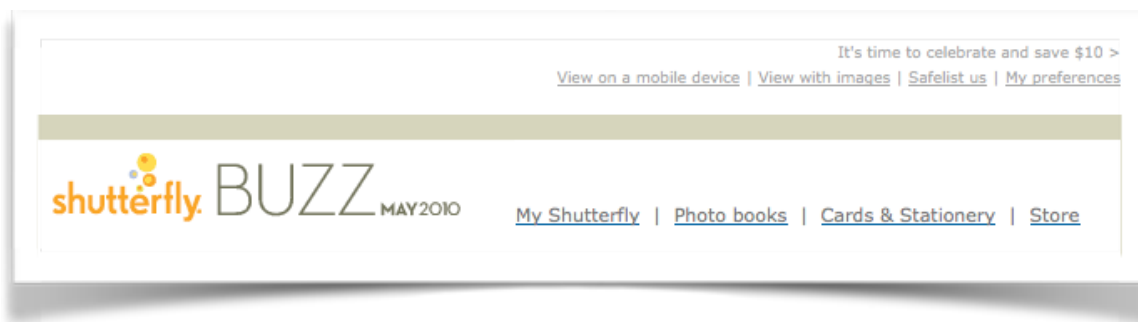 It's time to celebrate and save $10 >
View on a mobile device | View with images | Safelist us | My preferences
shutterfly. BUZZ MAY2010
My Shutterfly | Photo books | Cards & Stationery | Store